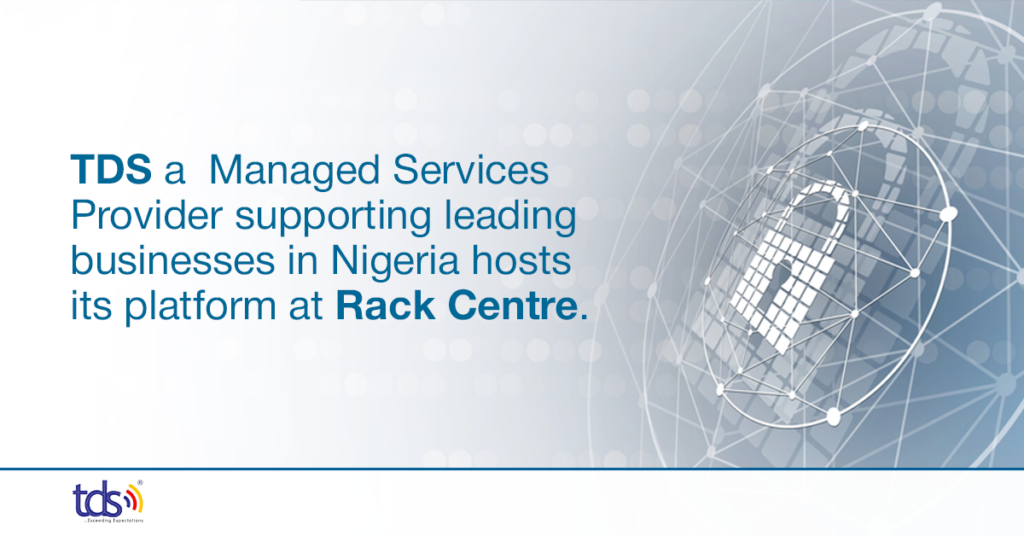 TDS a  Managed Services
Provider supporting leading
businesses in Nigeria hosts
its platform at Rack Centre.
tds®
...Exceeding Expectations